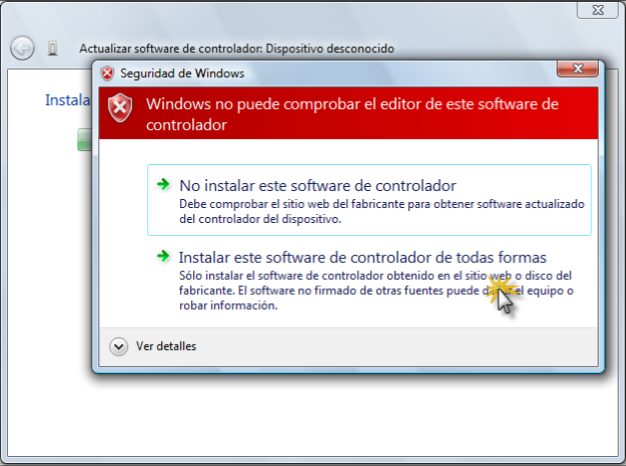 Actualizar software de controlador: Dispositivo desconocido
Seguridad de Windows
Instala
Windows no puede comprobar el editor de este software de
controlador
No instalar este software de controlador
Debe comprobar el sitio web del fabricante para obtener software actualizado
del controlador del dispositivo.
Instalar este software de controlador de todas formas
Sólo instalar el software de controlador obtenido en el sitio web o disco del
fabricante. El software no firmado de otras fuentes puede el equipo o
robar información.
Ver detalles